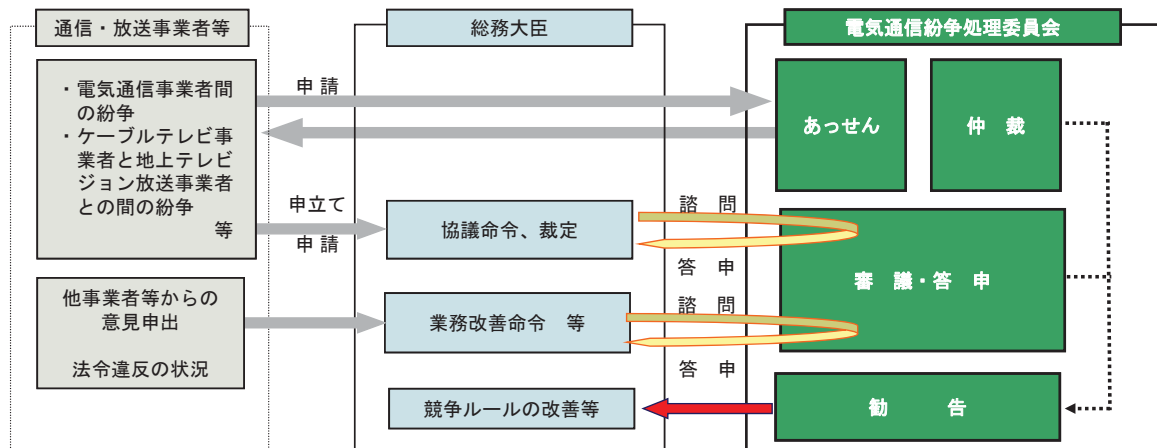 通信・放送事業者等
総務大臣
電気通信紛争処理委員会
・電気通信事業者間
の紛争
・ケーブルテレビ事
業者と地上テレビ
ジョン放送事業者
との間の紛争
等
申 請
あっせん
仲 裁
申立て
申 請
協議命令、裁定
諮 問
答 申
審 議・答 申
他事業者等からの
意見申出
法令違反の状況
業務改善命令 等
諮 問
答 申
競争ルールの改善等
勧 告